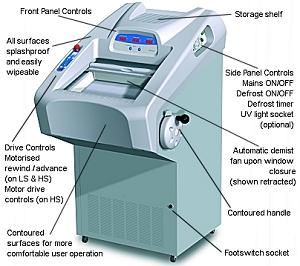 Front Panel Controls
Storage shelf
All surfaces
splashproof
and easily
wipeable
Side Panel Controls
Mains ON/OFF
Defrost ON/OFF
Defrost timer
UV light socket
(optional)
Drive Controls
Motorised
rewind / advance
(on LS & HS)
Motor drive
controls (on HS)
Automatic demist
fan upon window
closure
(shown retracted)
Contoured handle
Contoured
surfaces for more
comfortable user operation
Footswitch socket